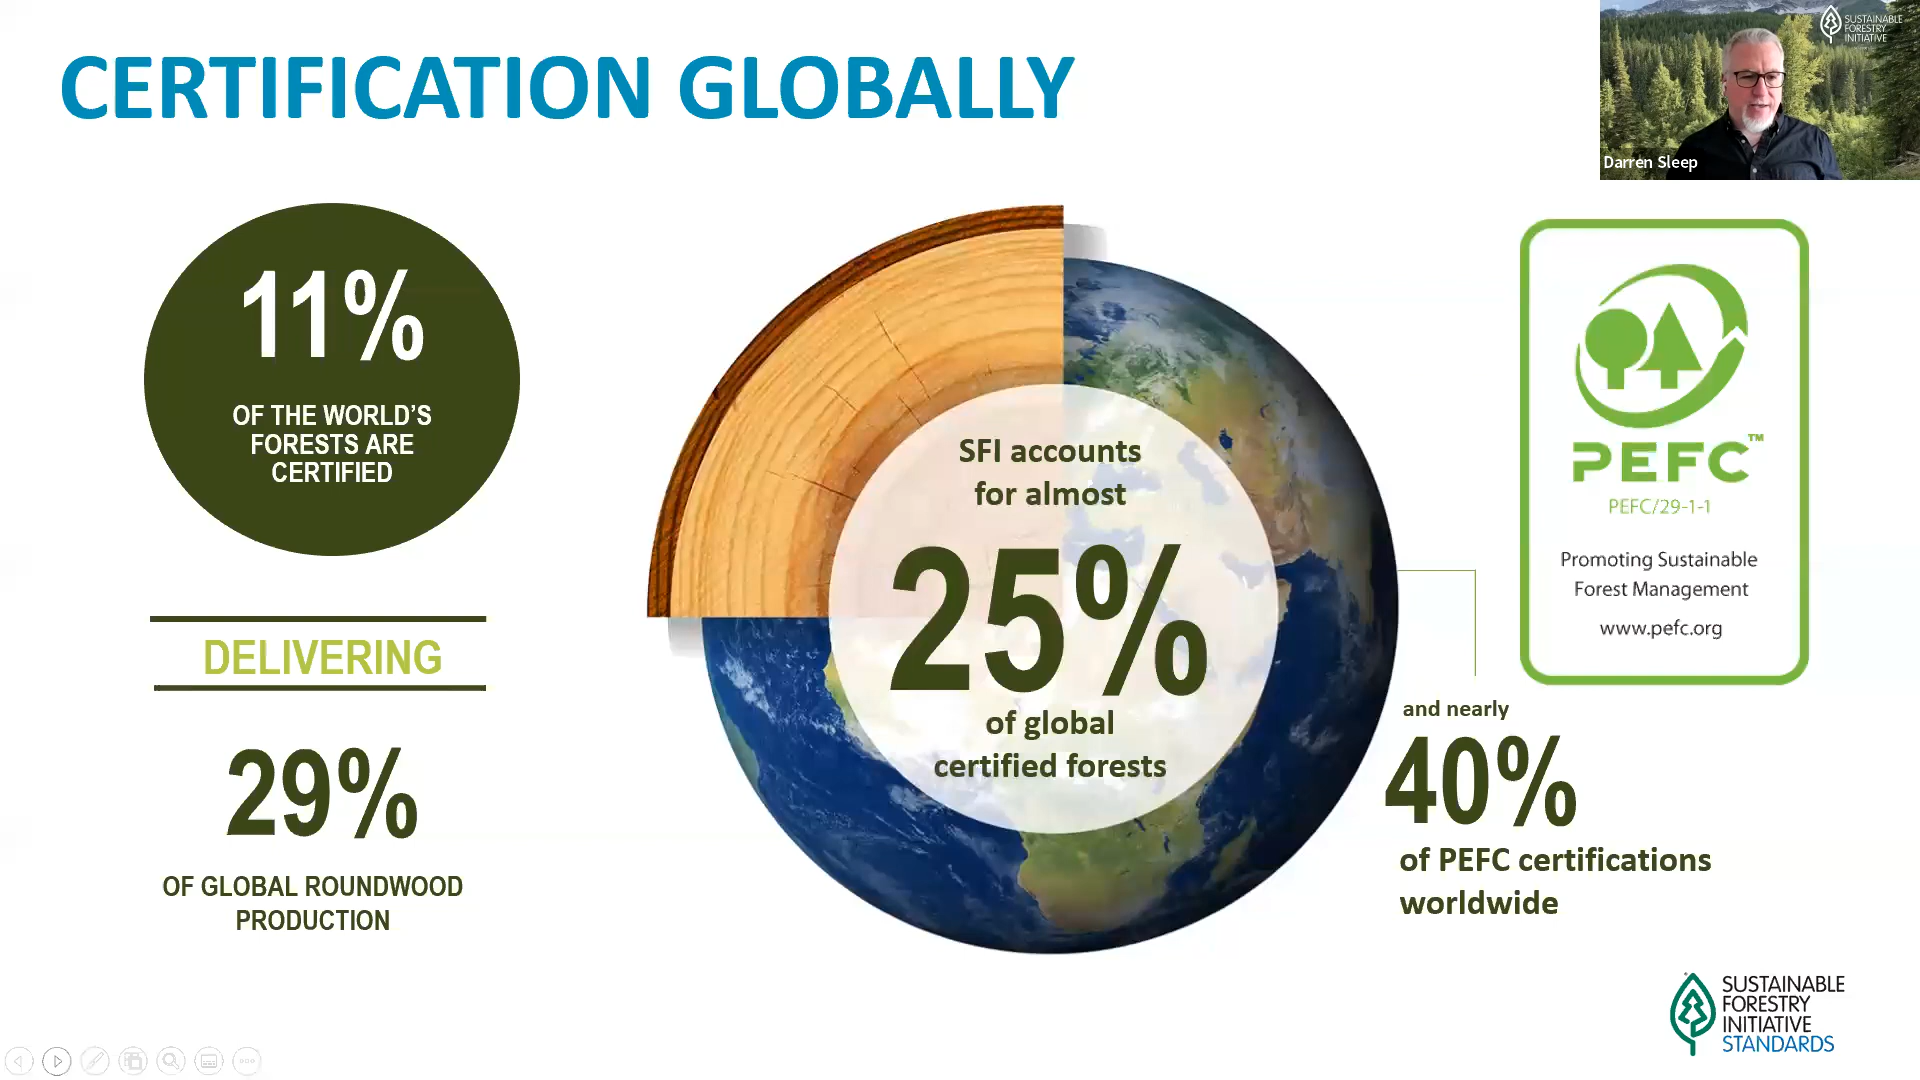 CERTIFICATION GLOBALLY
SUSTAINABLE
FORESTRY
INITIATIVE
Darren Sleep
11%
OF THE WORLD'S
FORESTS ARE
CERTIFIED
DELIVERING
29%
OF GLOBAL ROUNDWOOD
PRODUCTION
SFI accounts
for almost
25%
of global
certified forests
PEFC™
PEFC/29-1-1
Promoting Sustainable
Forest Management
www.pefc.org
and nearly
40%
of PEFC certifications
worldwide
SUSTAINABLE
FORESTRY
INITIATIVE
STANDARDS